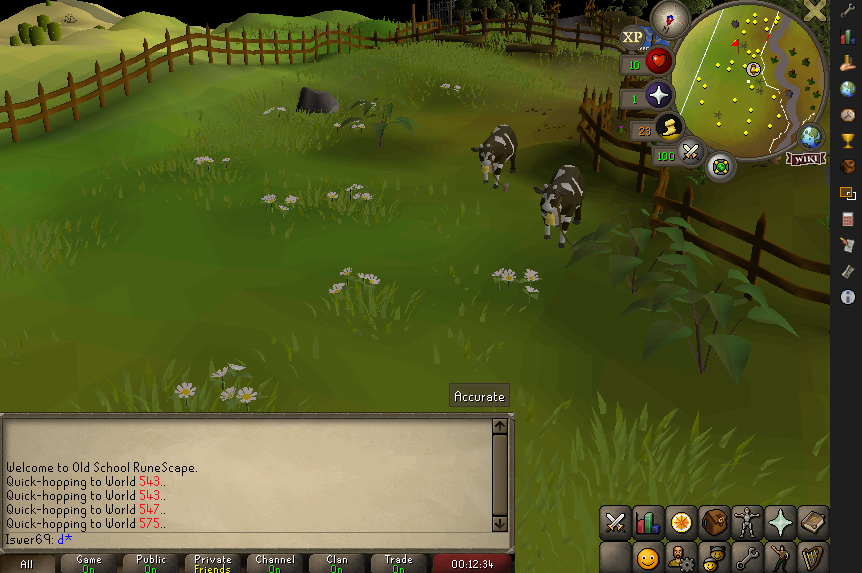 XP
10
1
23
100
WIKI
Accurate
Welcome to Old School RuneScape.
Quick-hopping to World 543..
Quick-hopping to World 543..
Quick-hopping to World 547..
Quick-hopping to World 575..
Iswer69: d*
All
Game
On
Public
On
Private
Friends
Channel
On
Clan
On
Trade
On
00:12:34